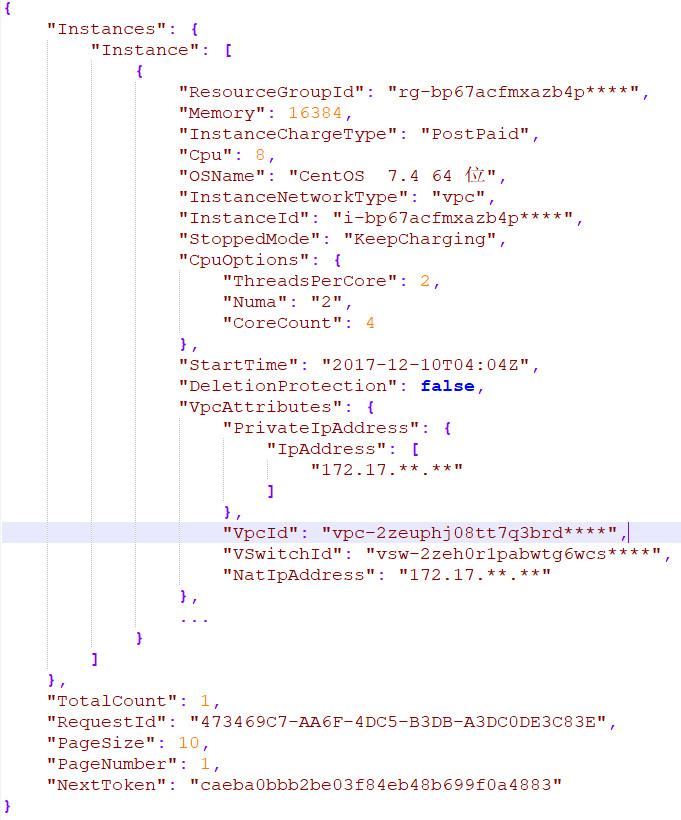 {
    "Instances": {
        "Instance": [
            {
                "ResourceGroupId": "rg-bp67acfmxazb4p****",
                "Memory": 16384,
                "InstanceChargeType": "PostPaid",
                "Cpu": 8,
                "OSName": "CentOS  7.4 64 位",
                "InstanceNetworkType": "vpc",
                "InstanceId": "i-bp67acfmxazb4p****",
                "StoppedMode": "KeepCharging",
                "CpuOptions": {
                    "ThreadsPerCore": 2,
                    "Numa": "2",
                    "CoreCount": 4
                },
                "StartTime": "2017-12-10T04:04Z",
                "DeletionProtection": false,
                "VpcAttributes": {
                    "PrivateIpAddress": {
                        "IpAddress": [
                            "172.17.**.**"
                        ]
                    },
                    "VpcId": "vpc-2zeuphj08tt7q3brd****",
                    "VSwitchId": "vsw-2zeh0r1pabwtg6wcs****",
                    "NatIpAddress": "172.17.**.**"
                },
                ...
            }
        ]
    },
    "TotalCount": 1,
    "RequestId": "473469C7-AA6F-4DC5-B3DB-A3DC0DE3C83E",
    "PageSize": 10,
    "PageNumber": 1,
    "NextToken": "caeba0bbb2be03f84eb48b699f0a4883"
}